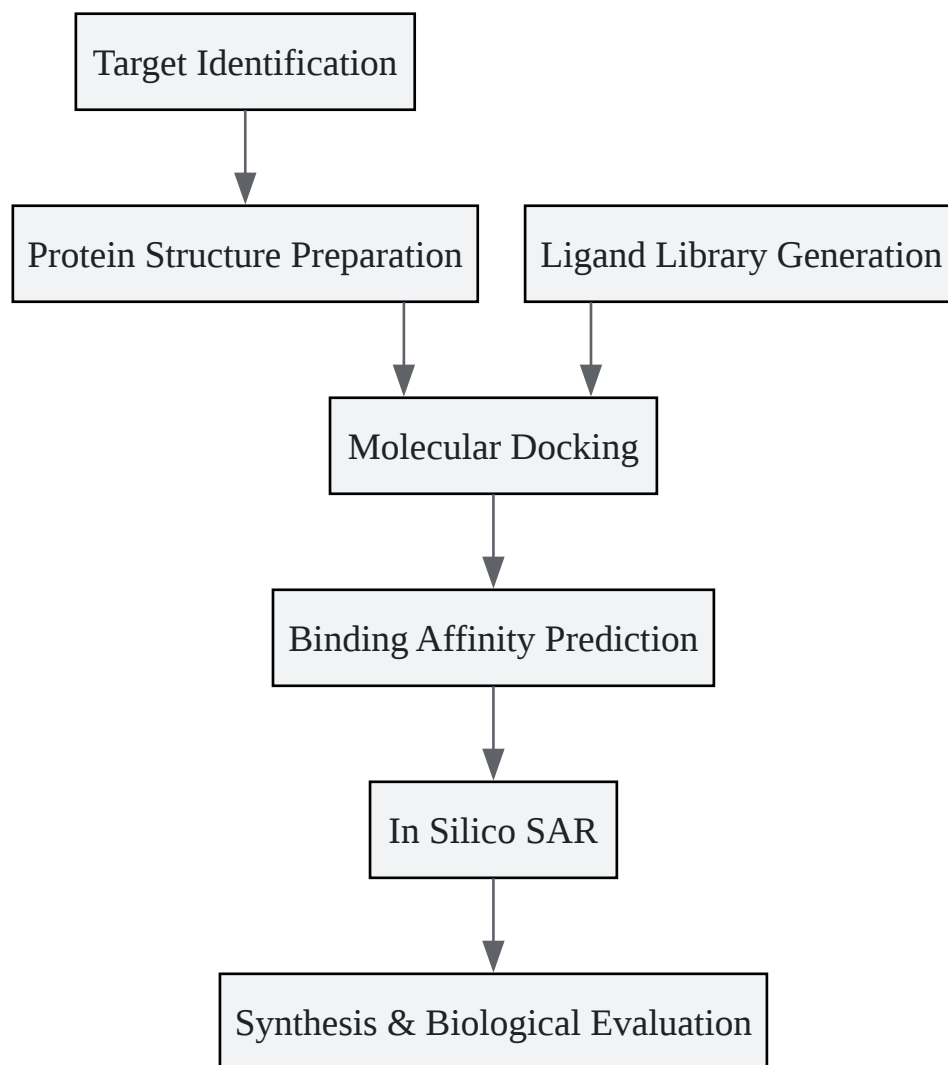 Target Identification
Protein Structure Preparation
Ligand Library Generation
Molecular Docking
Binding Affinity Prediction
In Silico SAR
Synthesis & Biological Evaluation